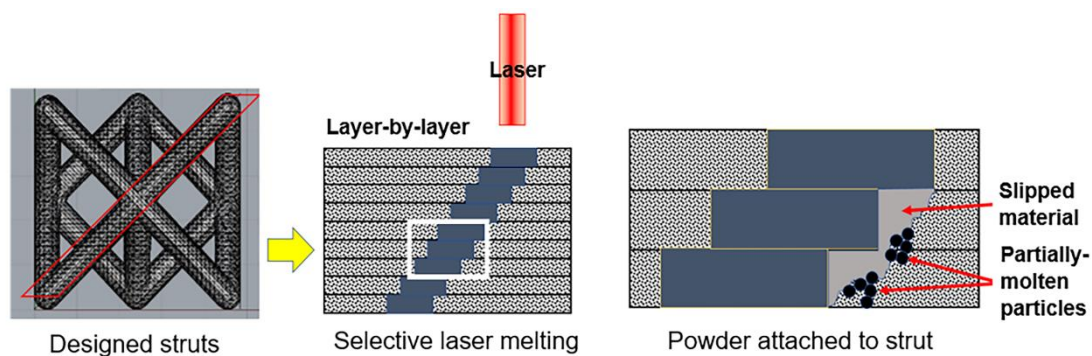 Laser
Layer-by-layer
Slipped
material
Partially-
molten
particles
Designed struts
Selective laser melting
Powder attached to strut